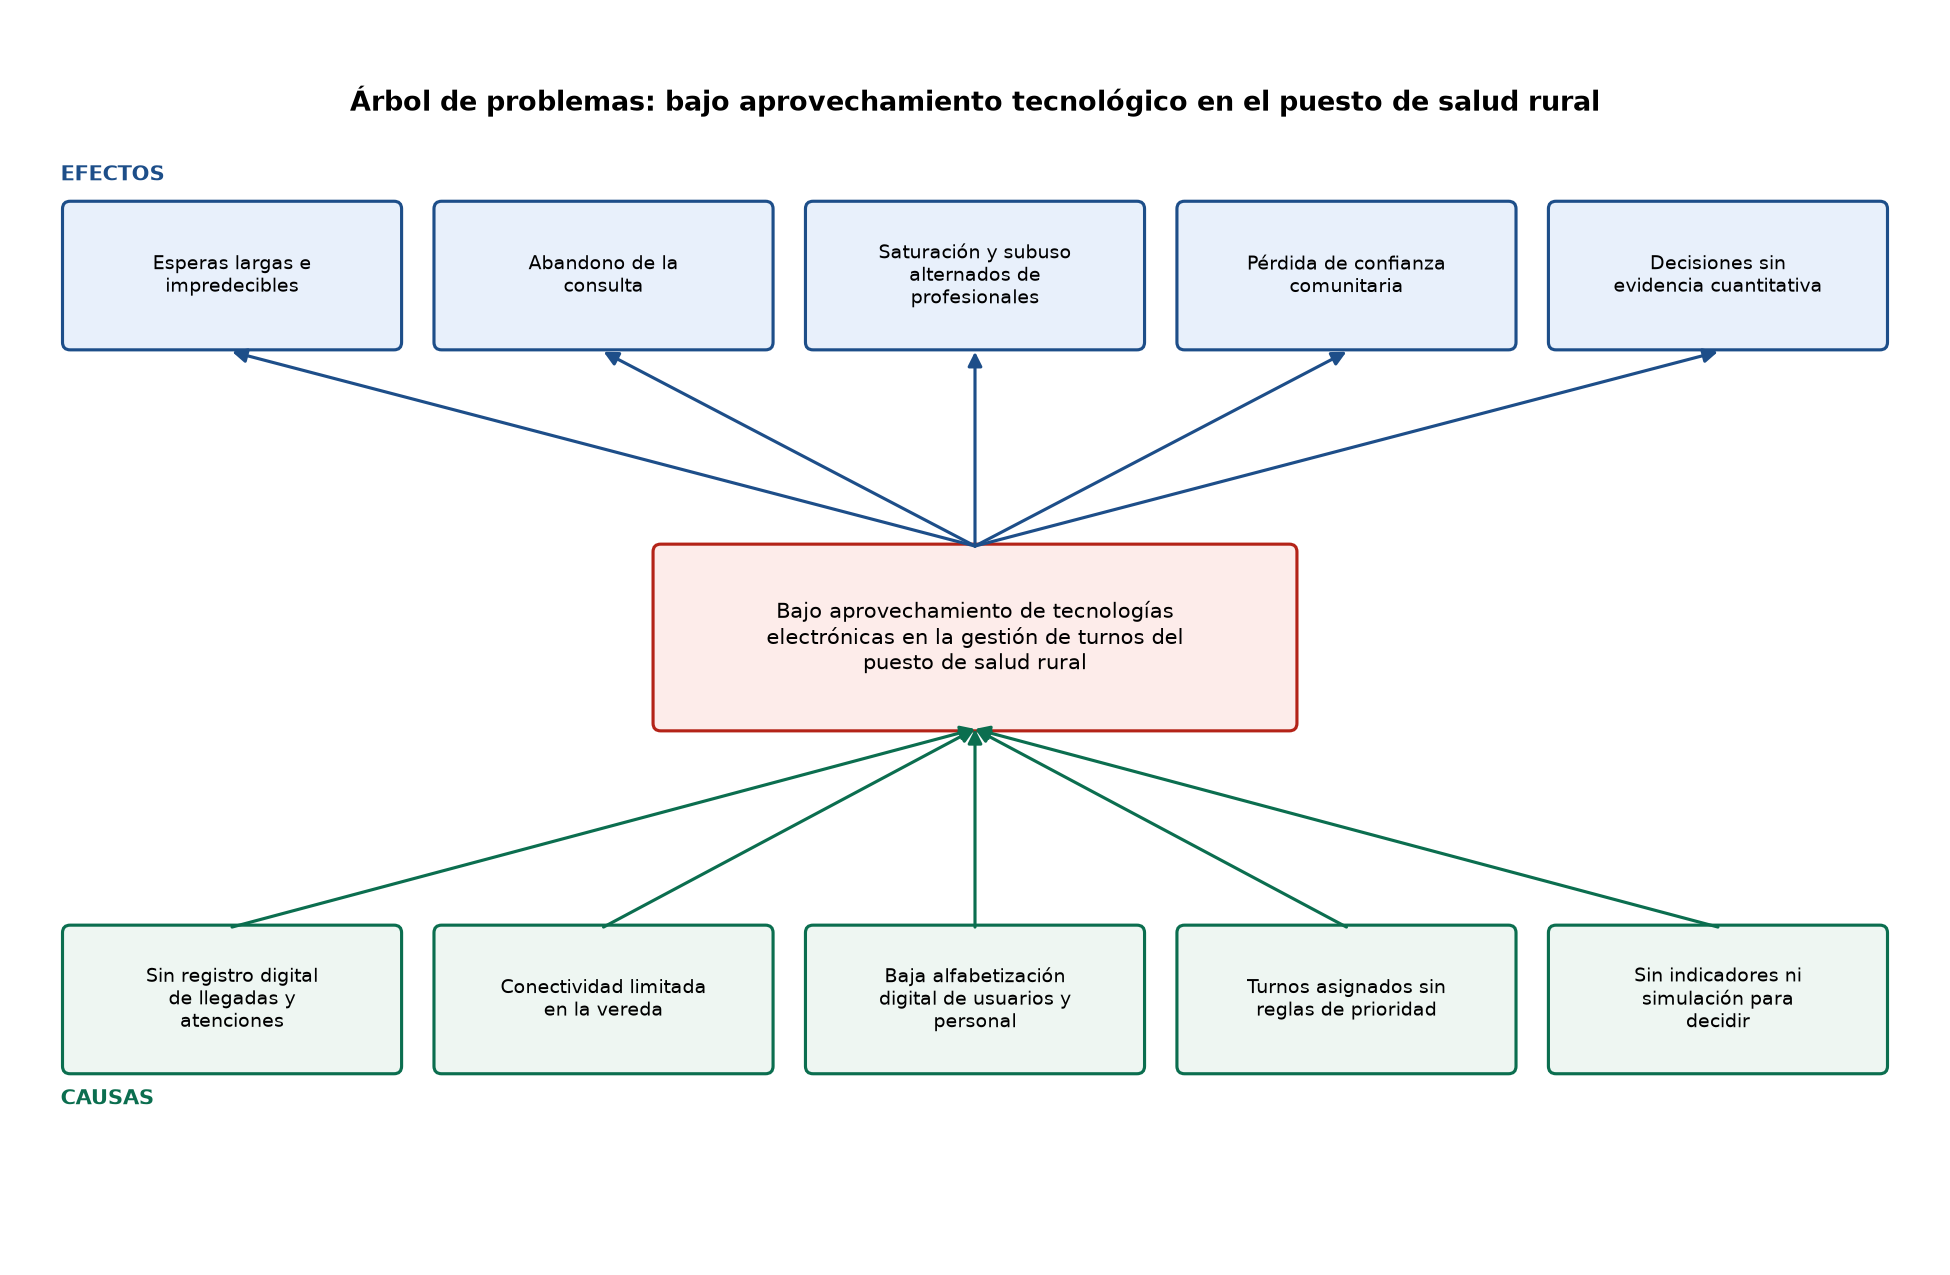 Árbol de problemas: bajo aprovechamiento tecnológico en el puesto de salud rural
EFECTOS
Esperas largas e
impredecibles
Abandono de la
consulta
Saturación y subuso
alternados de
profesionales
Pérdida de confianza
comunitaria
Decisiones sin
evidencia cuantitativa
Bajo aprovechamiento de tecnologías
electrónicas en la gestión de turnos del
puesto de salud rural
Sin registro digital
de llegadas y
atenciones
Conectividad limitada
en la vereda
Baja alfabetización
digital de usuarios y
personal
Turnos asignados sin
reglas de prioridad
Sin indicadores ni
simulación para
decidir
CAUSAS